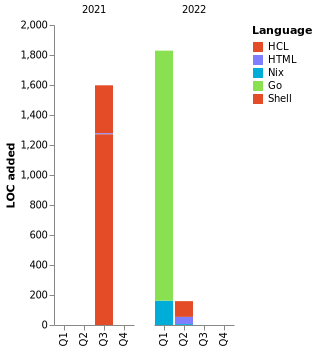 2021 2022
Language
HCL
HTML
Nix
Go
Shell
LOC added
2,000
1,800
1,600
1,400
1,200
1,000
800
600
400
200
0
Q1 Q2 Q3 Q4 Q1 Q2 Q3 Q4